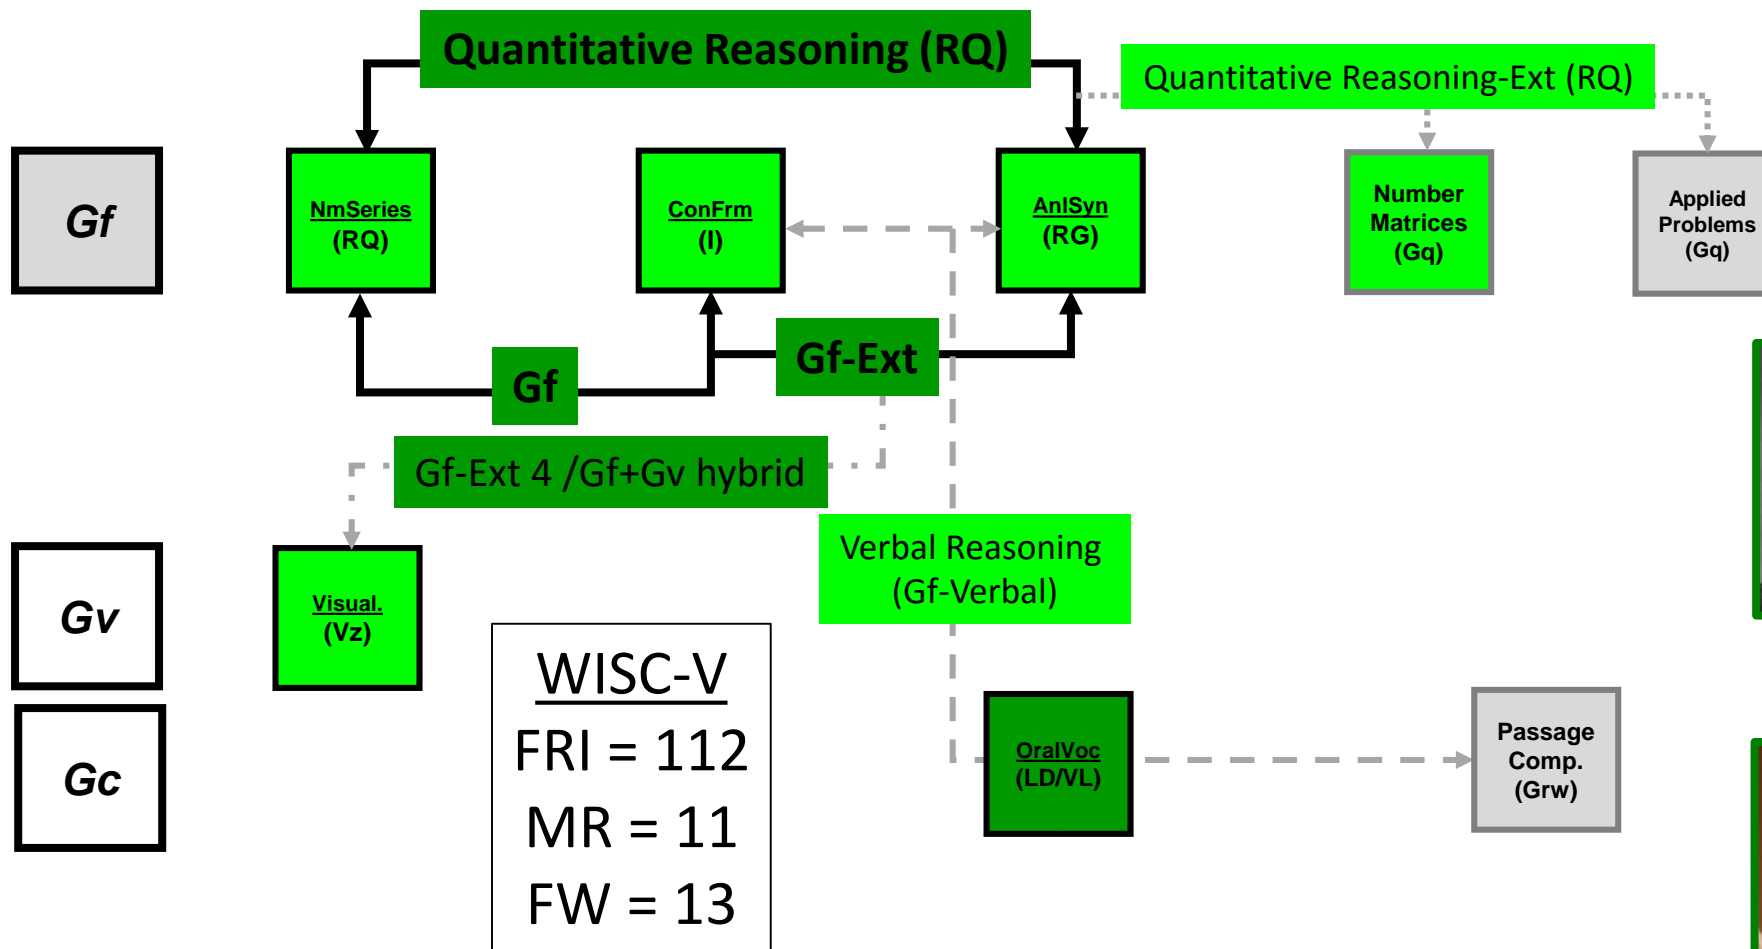 Quantitative Reasoning (RQ)
Quantitative Reasoning-Ext (RQ)
Gf
NmSeries
(RQ)
ConFrm
(I)
AnlSyn
(RG)
Number
Matrices
(Gq)
Applied
Problems
(Gq)
Gf
Gf-Ext
Gf-Ext 4 /Gf+Gv hybrid
Verbal Reasoning
(Gf-Verbal)
Gv
Visual.
(Vz)
WISC-V
FRI = 112
MR = 11
FW = 13
Gc
OralVoc
(LD/VL)
Passage
Comp.
(Grw)